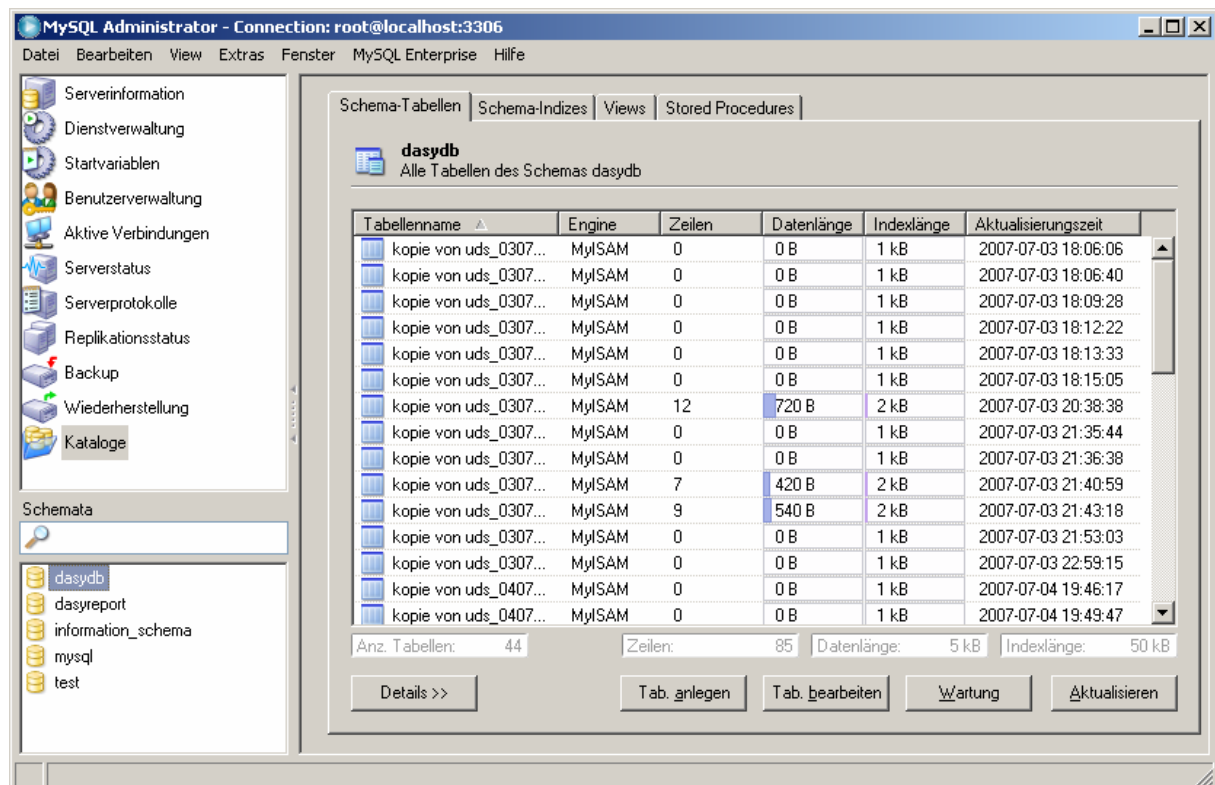 MySQL Administrator - Connection: root@localhost:3306
Datei Bearbeiten View Extras Fenster MySQL Enterprise Hilfe
Serverinformation
Dienstverwaltung
Startvariablen
Benutzerverwaltung
Aktive Verbindungen
Serverstatus
Serverprotokolle
Replikationsstatus
Backup
Wiederherstellung
Kataloge
Schemata
dasydb
dasyreport
information_schema
mysql
test
Schema-Tabellen Schema-Indizes Views Stored Procedures
dasydb
Alle Tabellen des Schemas dasydb
Tabellenname Engine Zeilen Datenlänge Indexlänge Aktualisierungszeit
kopie von uds_0307... MyISAM 0 0 B 1 kB 2007-07-03 18:06:06
kopie von uds_0307... MyISAM 0 0 B 1 kB 2007-07-03 18:06:40
kopie von uds_0307... MyISAM 0 0 B 1 kB 2007-07-03 18:09:28
kopie von uds_0307... MyISAM 0 0 B 1 kB 2007-07-03 18:12:22
kopie von uds_0307... MyISAM 0 0 B 1 kB 2007-07-03 18:13:33
kopie von uds_0307... MyISAM 0 0 B 1 kB 2007-07-03 18:15:05
kopie von uds_0307... MyISAM 12 720 B 2 kB 2007-07-03 20:38:38
kopie von uds_0307... MyISAM 0 0 B 1 kB 2007-07-03 21:35:44
kopie von uds_0307... MyISAM 0 0 B 1 kB 2007-07-03 21:36:38
kopie von uds_0307... MyISAM 7 420 B 2 kB 2007-07-03 21:40:59
kopie von uds_0307... MyISAM 9 540 B 2 kB 2007-07-03 21:43:18
kopie von uds_0307... MyISAM 0 0 B 1 kB 2007-07-03 21:53:03
kopie von uds_0307... MyISAM 0 0 B 1 kB 2007-07-03 22:59:15
kopie von uds_0407... MyISAM 0 0 B 1 kB 2007-07-04 19:46:17
kopie von uds_0407... MyISAM 0 0 B 1 kB 2007-07-04 19:49:47
Anz. Tabellen: 44 Zeilen: 85 Datenlänge: 5 kB Indexlänge: 50 kB
Details >> Tab. anlegen Tab. bearbeiten Wartung Aktualisieren